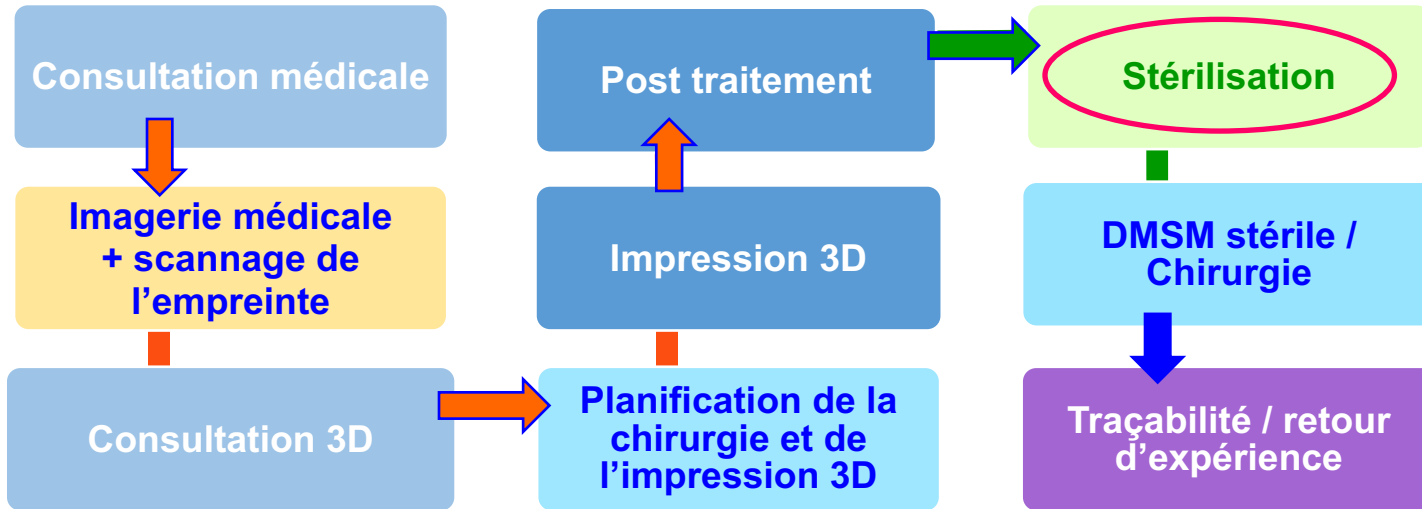 Consultation médicale
Imagerie médicale
+ scannage de
l’empreinte
Consultation 3D
Planification de la
chirurgie et de
l’impression 3D
Impression 3D
Post traitement
Stérilisation
DMSM stérile /
Chirurgie
Traçabilité / retour
d’expérience